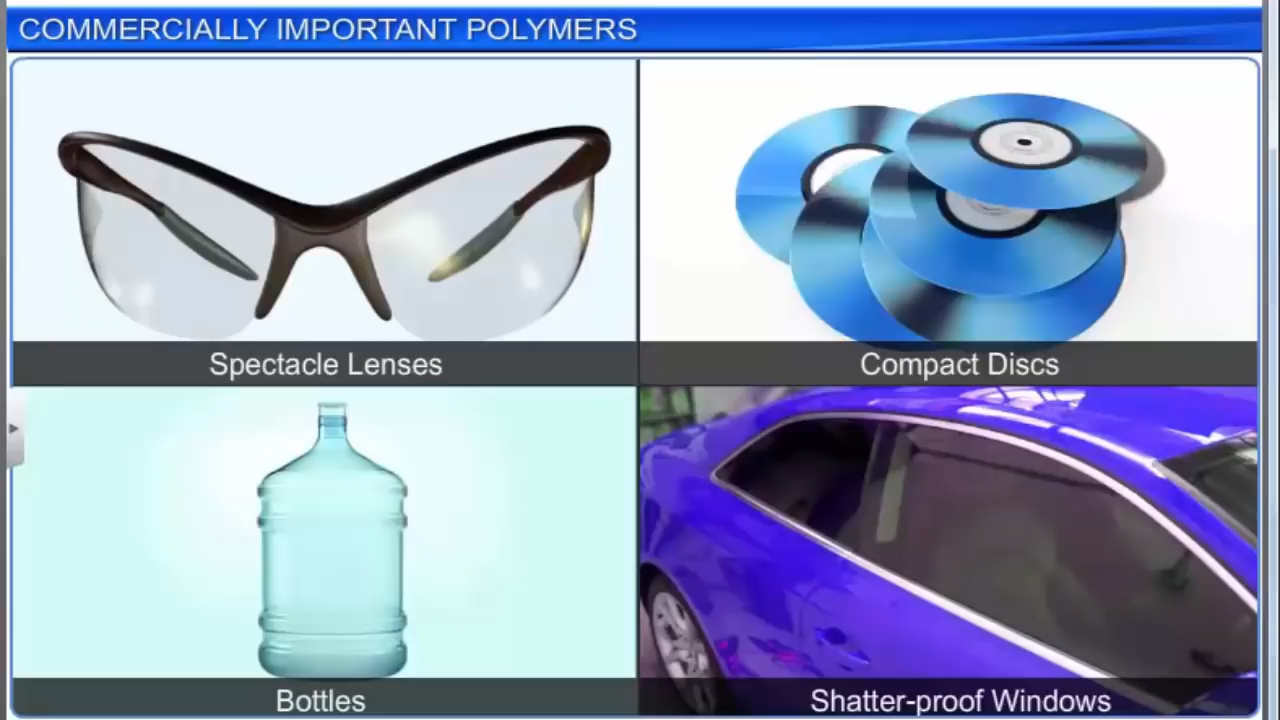 COMMERCIALLY IMPORTANT POLYMERS
Spectacle Lenses
Compact Discs
Bottles
Shatter-proof Windows